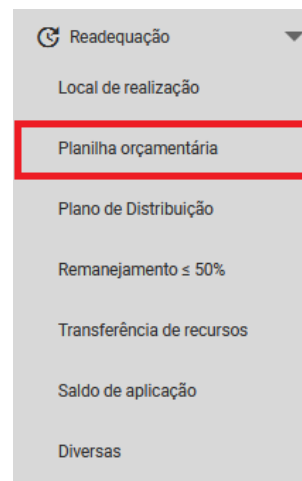 Readequação
Local de realização
Planilha orçamentária
Plano de Distribuição
Remanejamento ≤ 50%
Transferência de recursos
Saldo de aplicação
Diversas